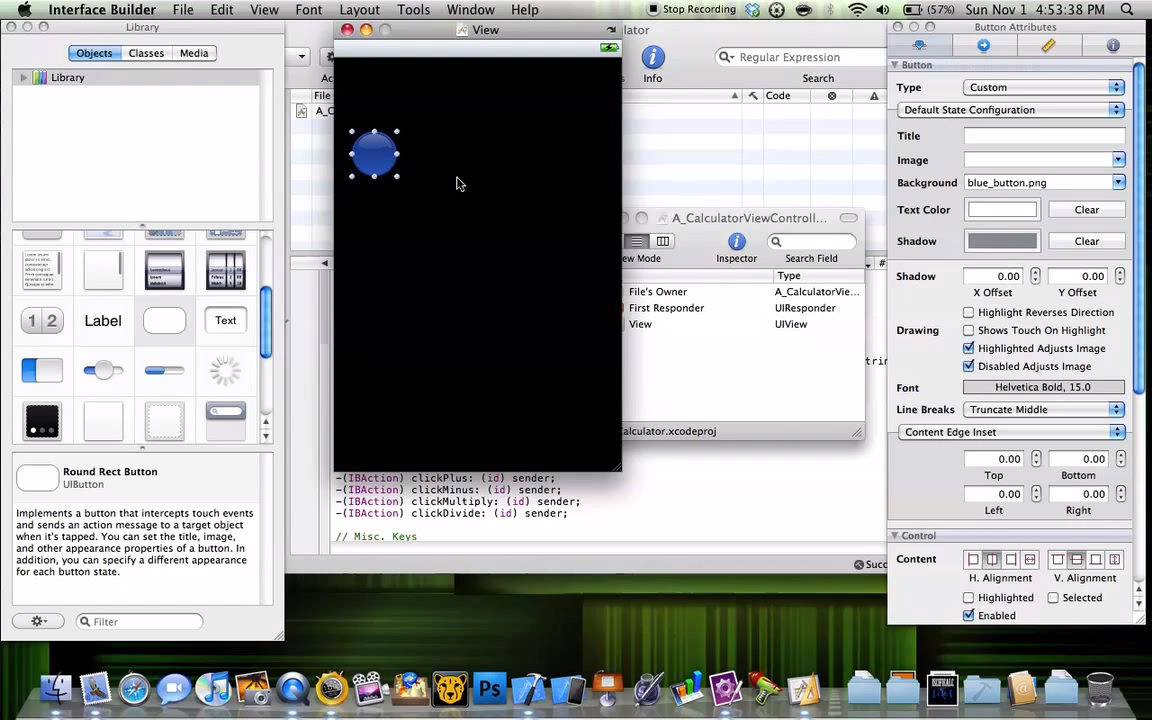 Interface Builder File Edit View Font Layout Tools Window Help Stop Recording (57%) Sun Nov 1 4:53:38 PM
Library
Objects Classes Media
Library
Label
Text
Round Rect Button
UIButton
Implements a button that intercepts touch events
and sends an action message to a target object
when it's tapped. You can set the title, image,
and other appearance properties of a button. In
addition, you can specify a different appearance
for each button state.
Filter
View
Info
Regular Expression
Search
File
Code
A_CalculatorViewControll...
Inspector
Search Field
Type
File's Owner A_CalculatorVie...
First Responder UIResponder
View UIView
alculator.xcodeproj
-(IBAction) clickPlus: (id) sender;
-(IBAction) clickMinus: (id) sender;
-(IBAction) clickMultiply: (id) sender;
-(IBAction) clickDivide: (id) sender;
// Misc. Keys
Succ
Button Attributes
Button
Type Custom
Default State Configuration
Title
Image
Background blue_button.png
Text Color Clear
Shadow Clear
Shadow 0.00 0.00
X Offset Y Offset
Highlight Reverses Direction
Drawing Shows Touch On Highlight
Highlighted Adjusts Image
Disabled Adjusts Image
Font Helvetica Bold, 15.0
Line Breaks Truncate Middle
Content Edge Inset
0.00 0.00
Top Bottom
0.00 0.00
Left Right
Control
Content
H. Alignment V. Alignment
Highlighted Selected
Enabled
Ps